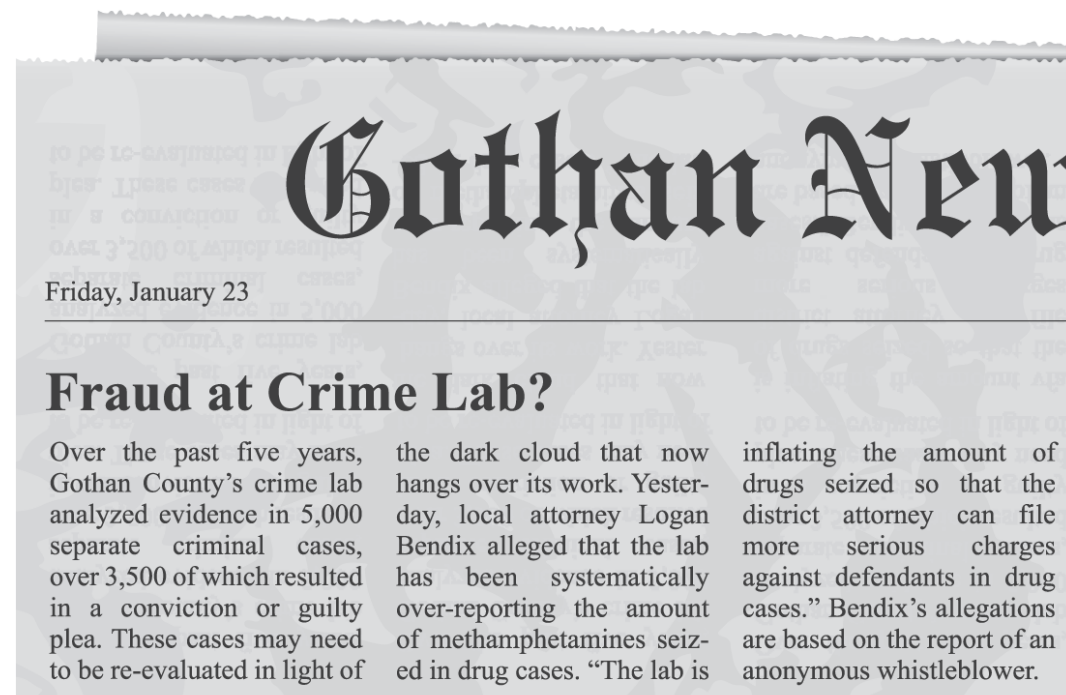 Gothan New
Friday, January 23
Fraud at Crime Lab?
Over the past five years,
Gothan County’s crime lab
analyzed evidence in 5,000
separate criminal cases,
over 3,500 of which resulted
in a conviction or guilty
plea. These cases may need
to be re-evaluated in light of
the dark cloud that now
hangs over its work. Yester-
day, local attorney Logan
Bendix alleged that the lab
has been systematically
over-reporting the amount
of methamphetamines seiz-
ed in drug cases. “The lab is
inflating the amount of
drugs seized so that the
district attorney can file
more serious charges
against defendants in drug
cases.” Bendix’s allegations
are based on the report of an
anonymous whistleblower.